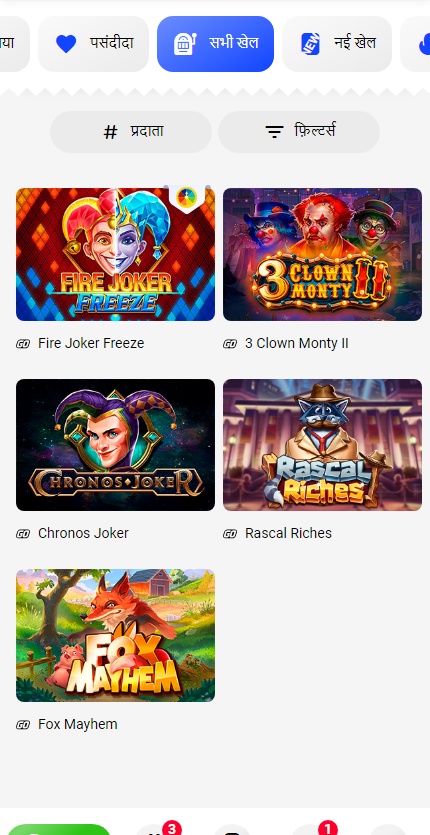 या
पसंदीदा
सभी खेल
NEW
नई खेल
प्रदाता
फ़िल्टर्स
FIRE JOKER
FREEZE
3 CLOWN
MONTY II
Fire Joker Freeze
3 Clown Monty II
CHRONOS JOKER
Rascal
Riches
Chronos Joker
Rascal Riches
FOX
MAYHEM
Fox Mayhem
3
1